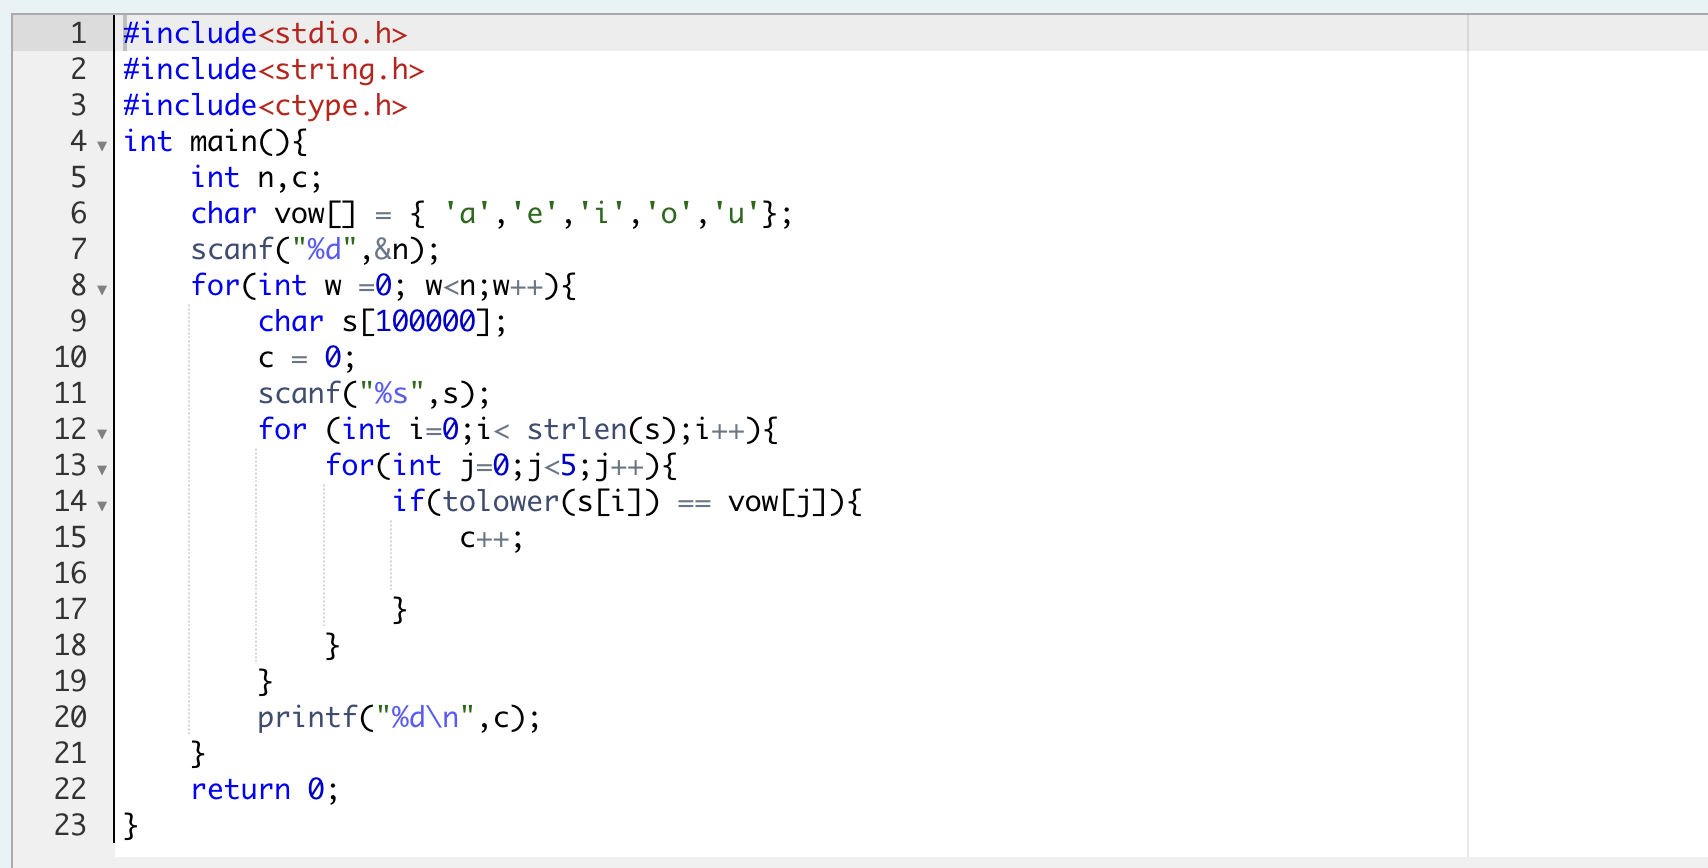 1 #include<stdio.h>
2 #include<string.h>
3 #include<ctype.h>
4 int main(){
5     int n,c;
6     char vow[] = { 'a','e','i','o','u'};
7     scanf("%d",&n);
8     for(int w =0; w<n;w++){
9         char s[100000];
10         c = 0;
11         scanf("%s",s);
12         for (int i=0;i< strlen(s);i++){
13             for(int j=0;j<5;j++){
14                 if(tolower(s[i]) == vow[j]){
15                     c++;
16
17                 }
18             }
19         }
20         printf("%d\n",c);
21     }
22     return 0;
23 }